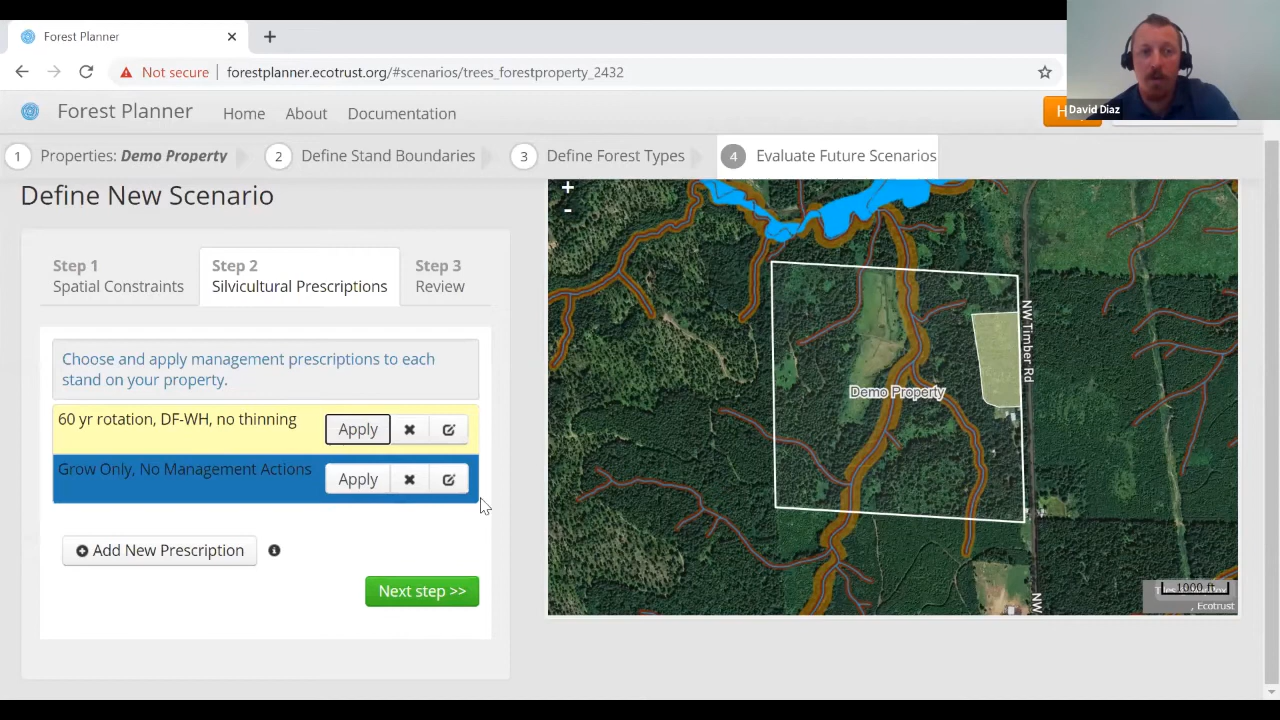 Forest Planner
Not secure
forestplanner.ecotrust.org/#scenarios/trees_forestproperty_2432
David Diaz
Forest Planner
Home
About
Documentation
H
1 Properties: Demo Property
2 Define Stand Boundaries
3 Define Forest Types
4 Evaluate Future Scenarios
Define New Scenario
Step 1
Spatial Constraints
Step 2
Silvicultural Prescriptions
Step 3
Review
Choose and apply management prescriptions to each
stand on your property.
60 yr rotation, DF-WH, no thinning
Apply
Grow Only, No Management Actions
Apply
Add New Prescription
Next step >>
+
-
NW Timber Rd
Demo Property
NW
1000 ft
, Ecotrust